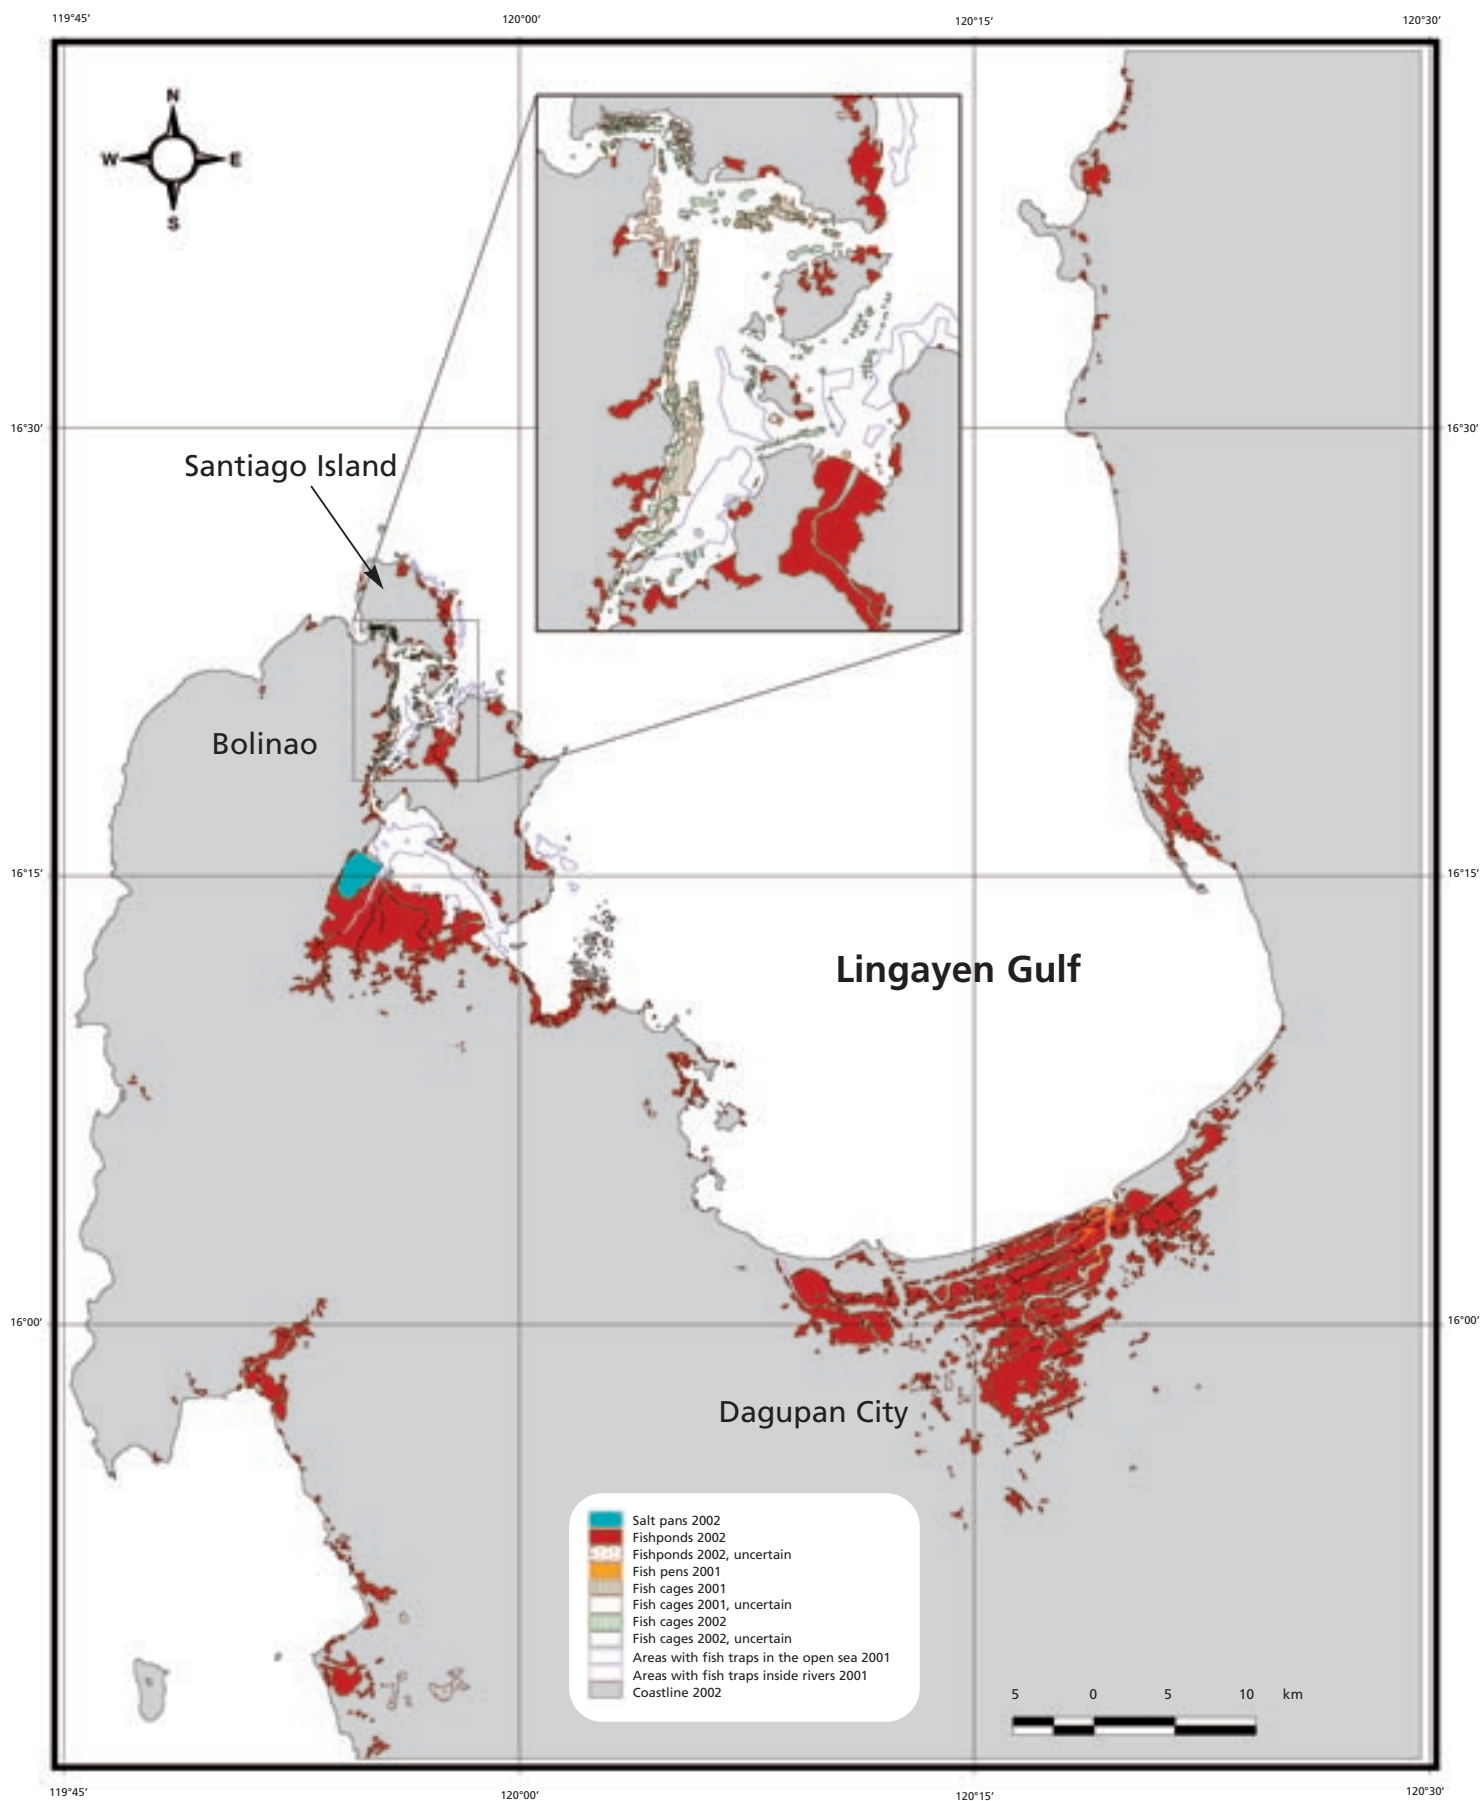 119°45’ 120°00’ 120°15’ 120°30’
N
W E
S
16°30’ 16°30’
Santiago Island
Bolinao
16°15’ 16°15’
Lingayen Gulf
16°00’ 16°00’
Dagupan City
Salt pans 2002
Fishponds 2002
Fishponds 2002, uncertain
Fish pens 2001
Fish cages 2001
Fish cages 2001, uncertain
Fish cages 2002
Fish cages 2002, uncertain
Areas with fish traps in the open sea 2001
Areas with fish traps inside rivers 2001
Coastline 2002
5 0 5 10 km
119°45’ 120°00’ 120°15’ 120°30’